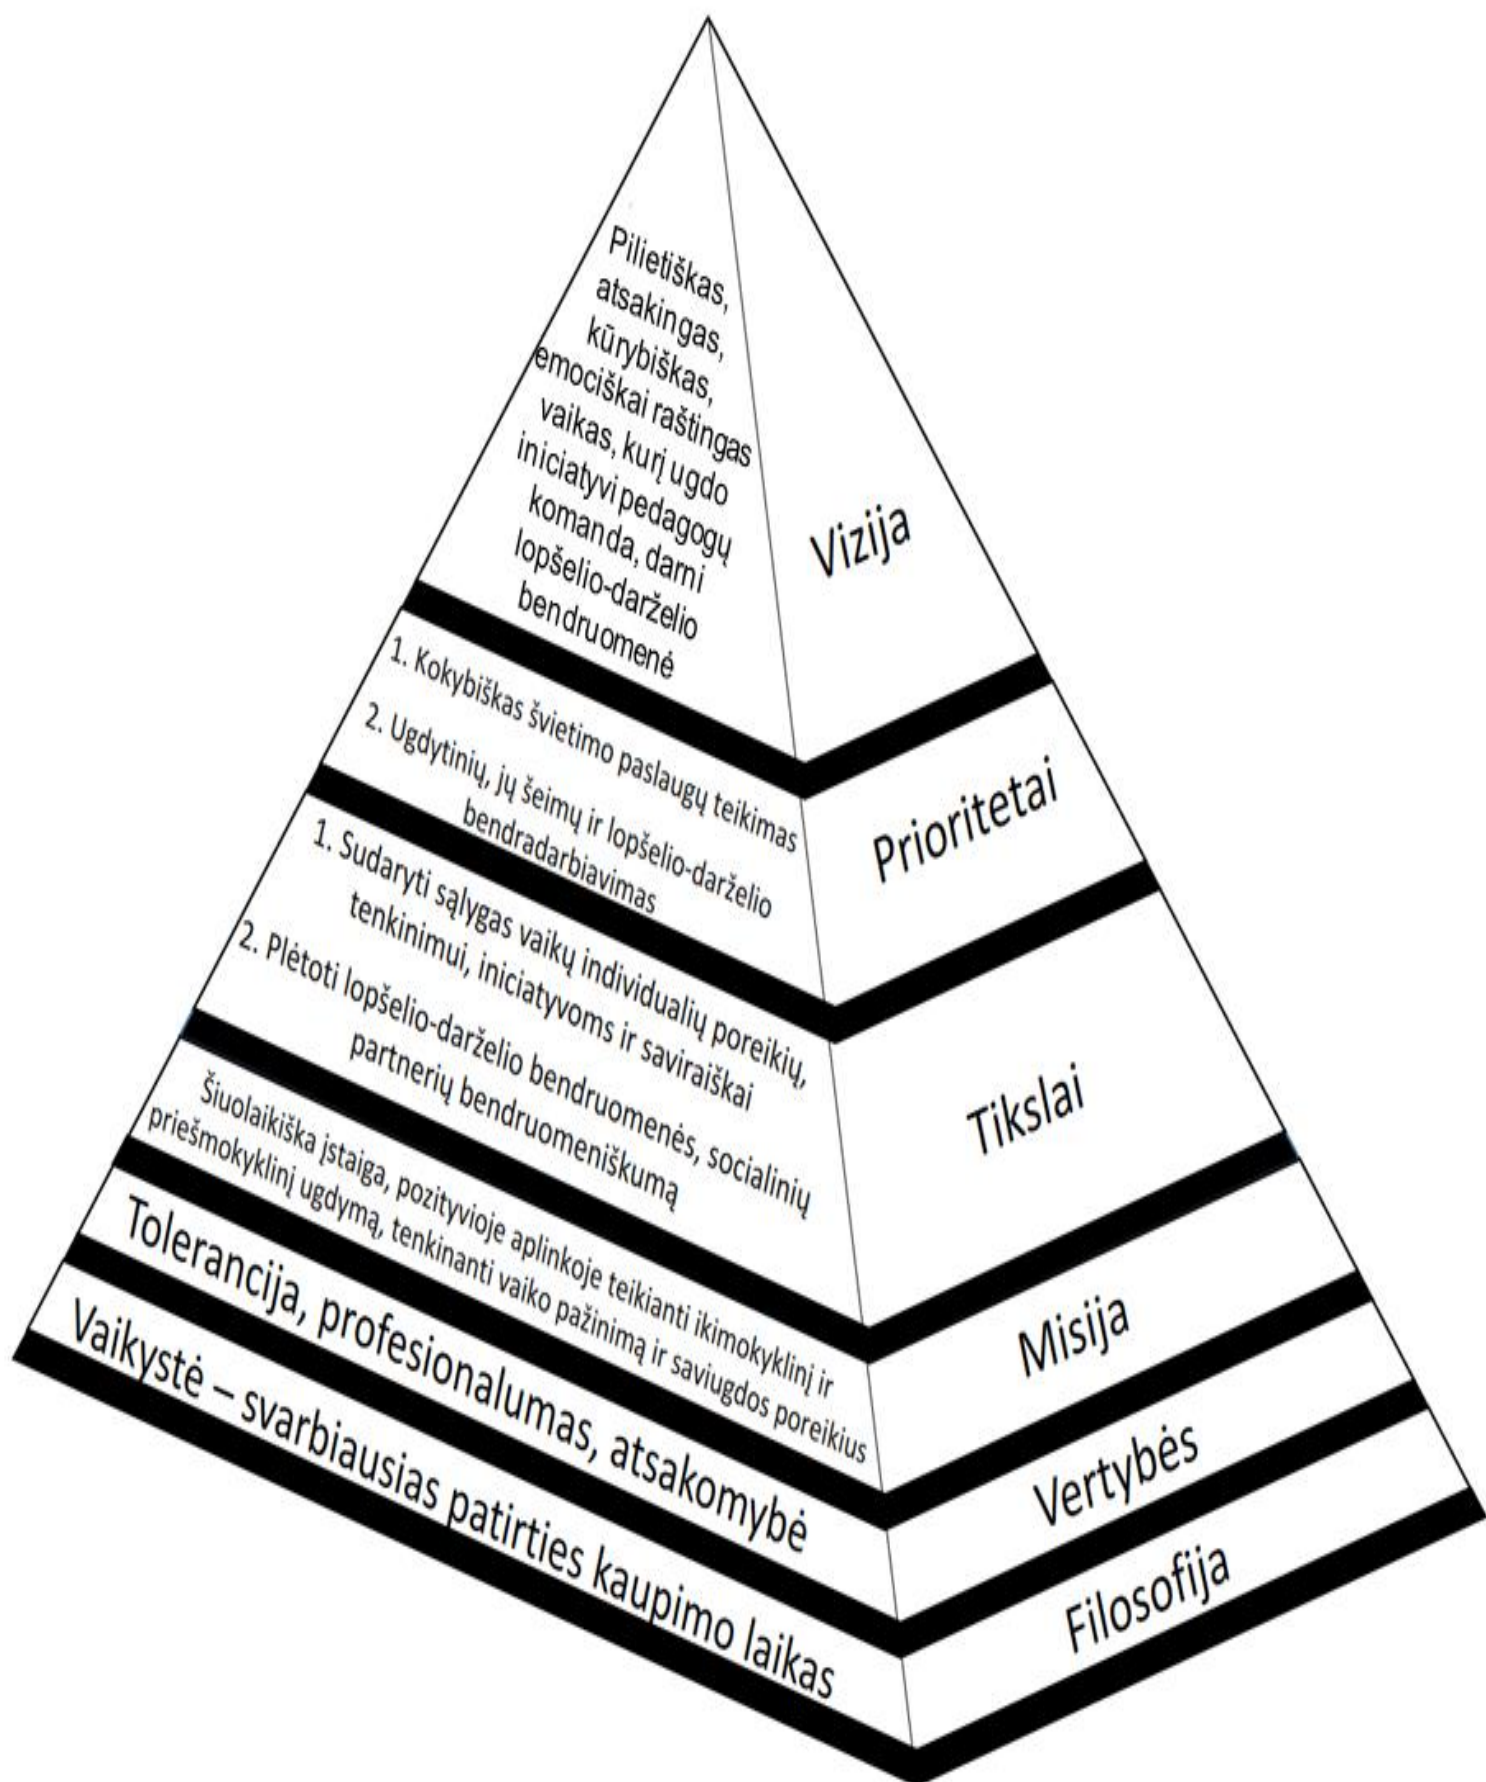 Pilietiškas,
atsakingas,
kūrybiškas,
emociškai raštingas
vaikas, kurį ugdo
iniciatyvi pedagogų
komanda, darni
lopšelio-darželio
bendruomenė
Vizija
1. Kokybiškas švietimo paslaugų teikimas
2. Ugdytinių, jų šeimų ir lopšelio-darželio
bendradarbiavimas
Prioritetai
1. Sudaryti sąlygas vaikų individualių poreikių,
tenkinimui, iniciatyvoms ir saviraiškai
2. Plėtoti lopšelio-darželio bendruomenės, socialinių
partnerių bendruomeniškumą
Tikslai
Šiuolaikiška įstaiga, pozityvioje aplinkoje teikianti ikimokyklinį ir
priešmokyklinį ugdymą, tenkinanti vaiko pažinimą ir saviugdos poreikius
Misija
Tolerancija, profesionalumas, atsakomybė
Vertybės
Vaikystė – svarbiausias patirties kaupimo laikas
Filosofija